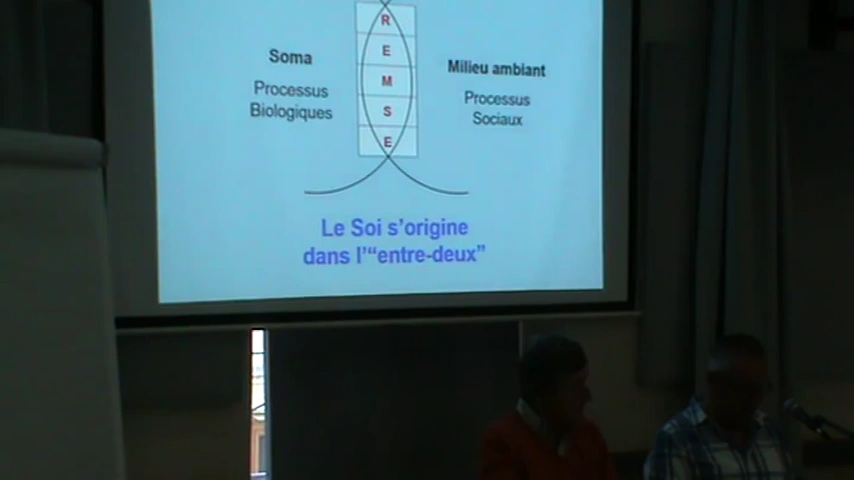 R
E
M
S
E
Soma
Processus
Biologiques
Milieu ambiant
Processus
Sociaux
Le Soi s’origine
dans l’“entre-deux”